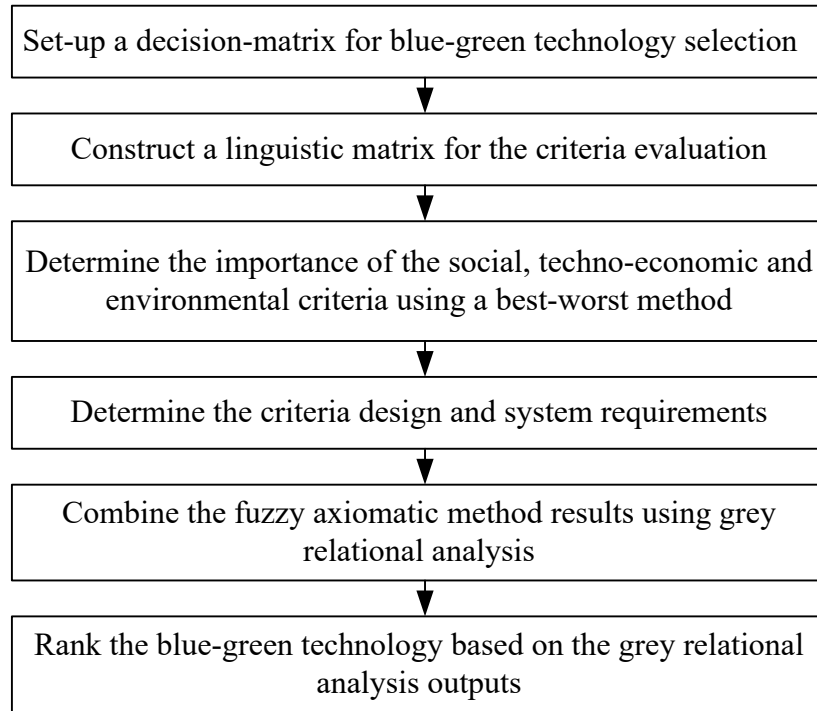 Set-up a decision-matrix for blue-green technology selection
Construct a linguistic matrix for the criteria evaluation
Determine the importance of the social, techno-economic and
environmental criteria using a best-worst method
Determine the criteria design and system requirements
Combine the fuzzy axiomatic method results using grey
relational analysis
Rank the blue-green technology based on the grey relational
analysis outputs